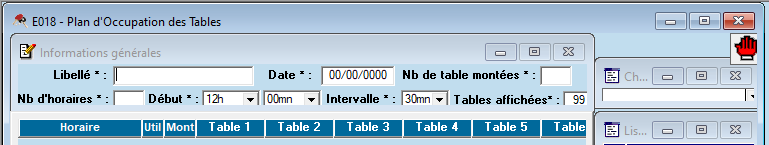 E018 - Plan d'Occupation des Tables
Informations générales
Libellé * :
Date * : 00/00/0000
Nb de table montées * :
Ch...
Nb d'horaires * :
Début * : 12h 00mn
Intervalle * : 30mn
Tables affichées* : 99
Lis...
Horaire Util Mont Table 1 Table 2 Table 3 Table 4 Table 5 Table